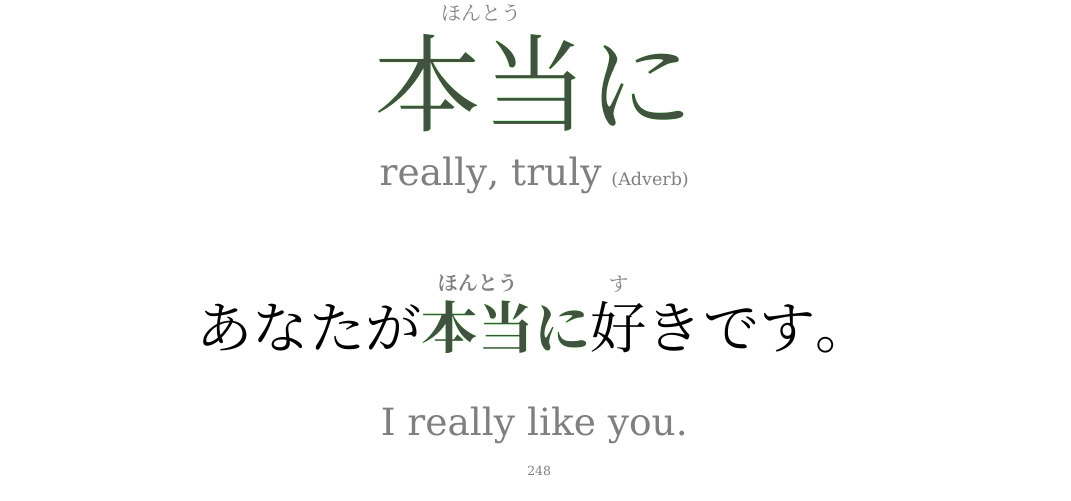 ほんとう
本当に
really, truly (Adverb)
ほんとう す
あなたが本当に好きです。
I really like you.
248